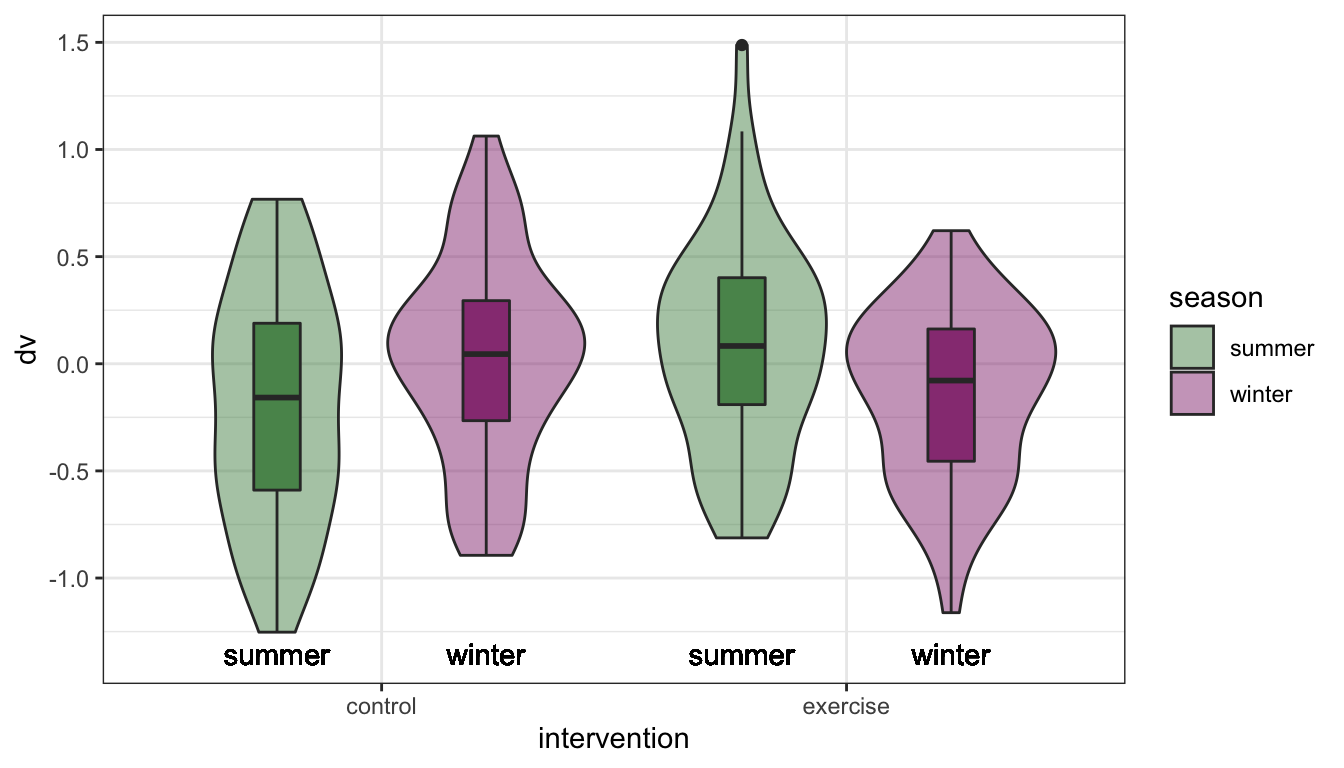 1.5
1.0
0.5
0.0
-0.5
-1.0
dv
summer winter summer winter
control exercise
intervention
season
summer
winter